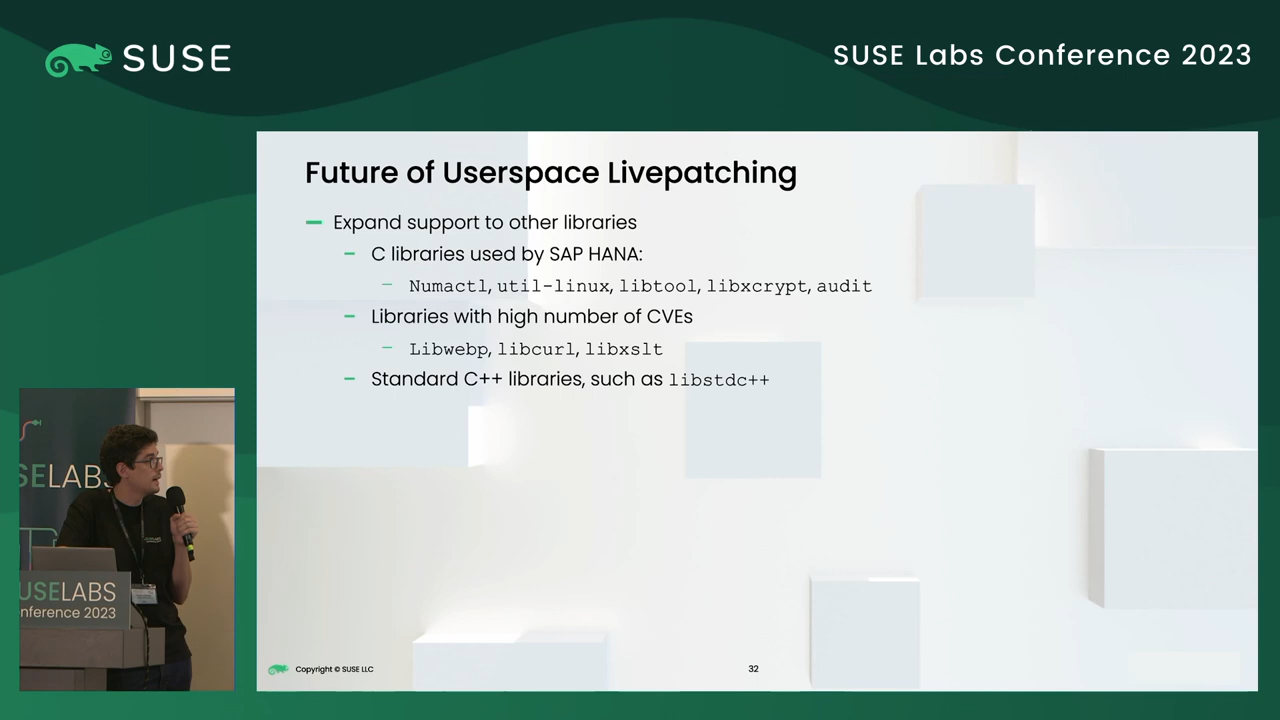 SUSE
SUSE Labs Conference 2023
Future of Userspace Livepatching
Expand support to other libraries
C libraries used by SAP HANA:
Numactl, util-linux, libtool, libxcrypt, audit
Libraries with high number of CVEs
Libwebp, libcurl, libxslt
Standard C++ libraries, such as libstdc++
SELABS
USELABS
onference 2023
Copyright © SUSE LLC
32